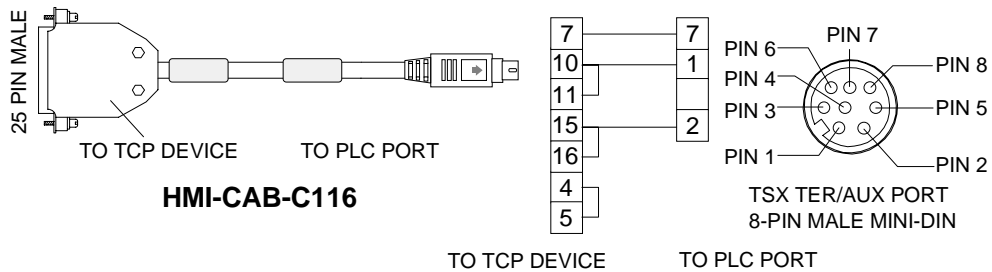 25 PIN MALE
TO TCP DEVICE
TO PLC PORT
HMI-CAB-C116
7
10
11
15
16
4
5
TO TCP DEVICE
7
1
2
TO PLC PORT
PIN 7
PIN 6
PIN 8
PIN 4
PIN 3
PIN 5
PIN 1
PIN 2
TSX TER/AUX PORT
8-PIN MALE MINI-DIN